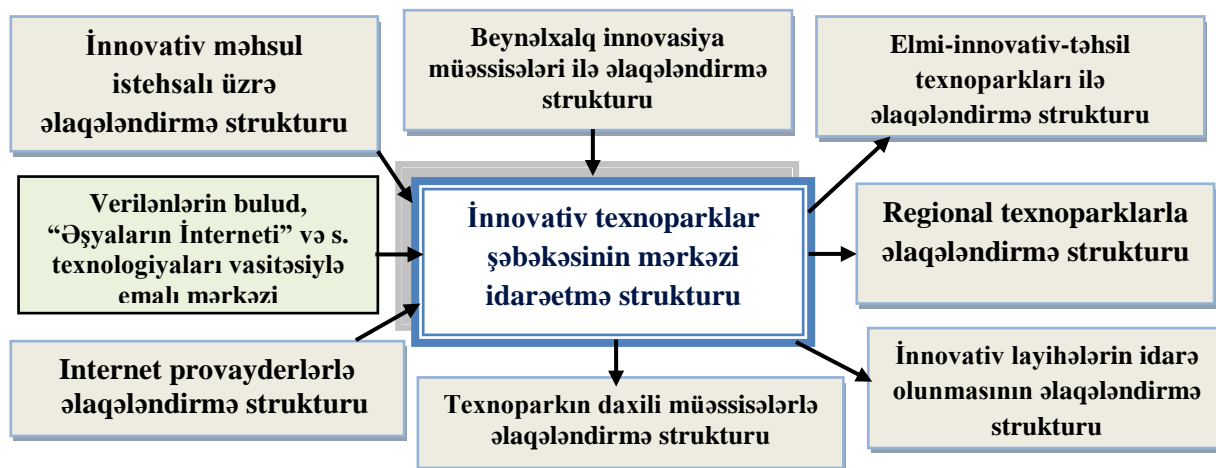 İnnovativ məhsul
istehsalı üzrə
əlaqələndirmə strukturu
Beynəlxalq innovasiya
müəssisələri ilə əlaqələndirmə
strukturu
Elmi-innovativ-təhsil
texnoparkları ilə
əlaqələndirmə strukturu
Verilənlərin bulud,
“Əşyaların İnterneti” və s.
texnologiyaları vasitəsiylə
emalı mərkəzi
İnnovativ texnoparklar
şəbəkəsinin mərkəzi
idarəetmə strukturu
Regional texnoparklarla
əlaqələndirmə strukturu
Internet provayderlərlə
əlaqələndirmə strukturu
Texnoparkın daxili müəssisələrlə
əlaqələndirmə strukturu
İnnovativ layihələrin idarə
olunmasının əlaqələndirmə
strukturu